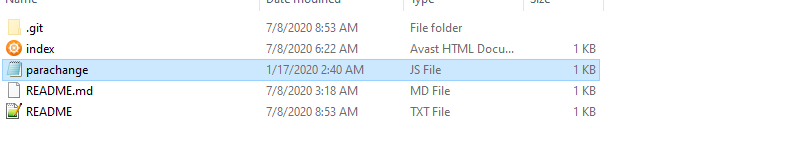 Name Date modified Type Size
.git 7/8/2020 8:53 AM File folder
index 7/8/2020 6:22 AM Avast HTML Docu... 1 KB
parachange 1/17/2020 2:40 AM JS File 1 KB
README.md 7/8/2020 3:18 AM MD File 1 KB
README 7/8/2020 8:53 AM TXT File 1 KB